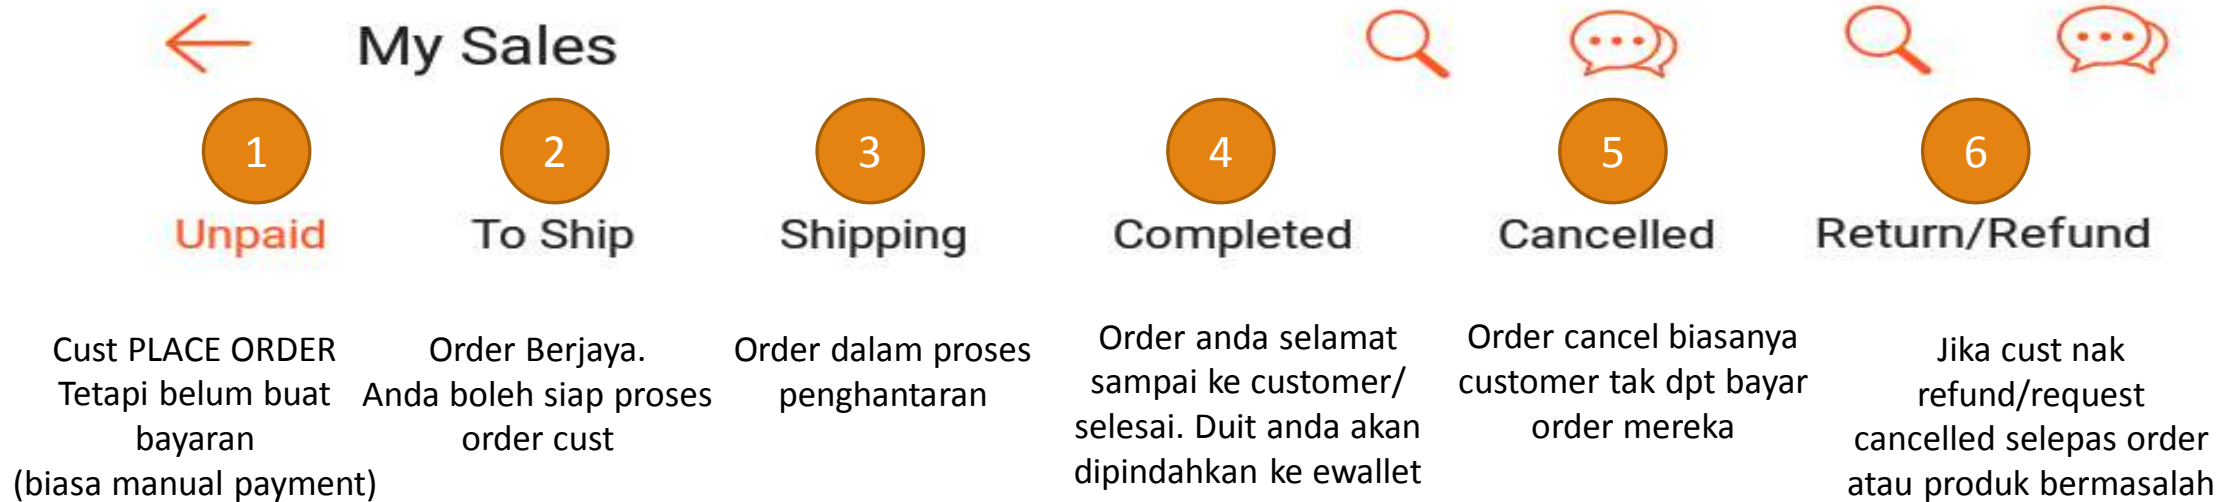 My Sales
1
2
3
4
5
6
Unpaid
To Ship
Shipping
Completed
Cancelled
Return/Refund
Cust PLACE ORDER
Tetapi belum buat
bayaran
(biasa manual payment)
Order Berjaya.
Anda boleh siap proses
order cust
Order dalam proses
penghantaran
Order anda selamat
sampai ke customer/
selesai. Duit anda akan
dipindahkan ke ewallet
Order cancel biasanya
customer tak dpt bayar
order mereka
Jika cust nak
refund/request
cancelled selepas order
atau produk bermasalah